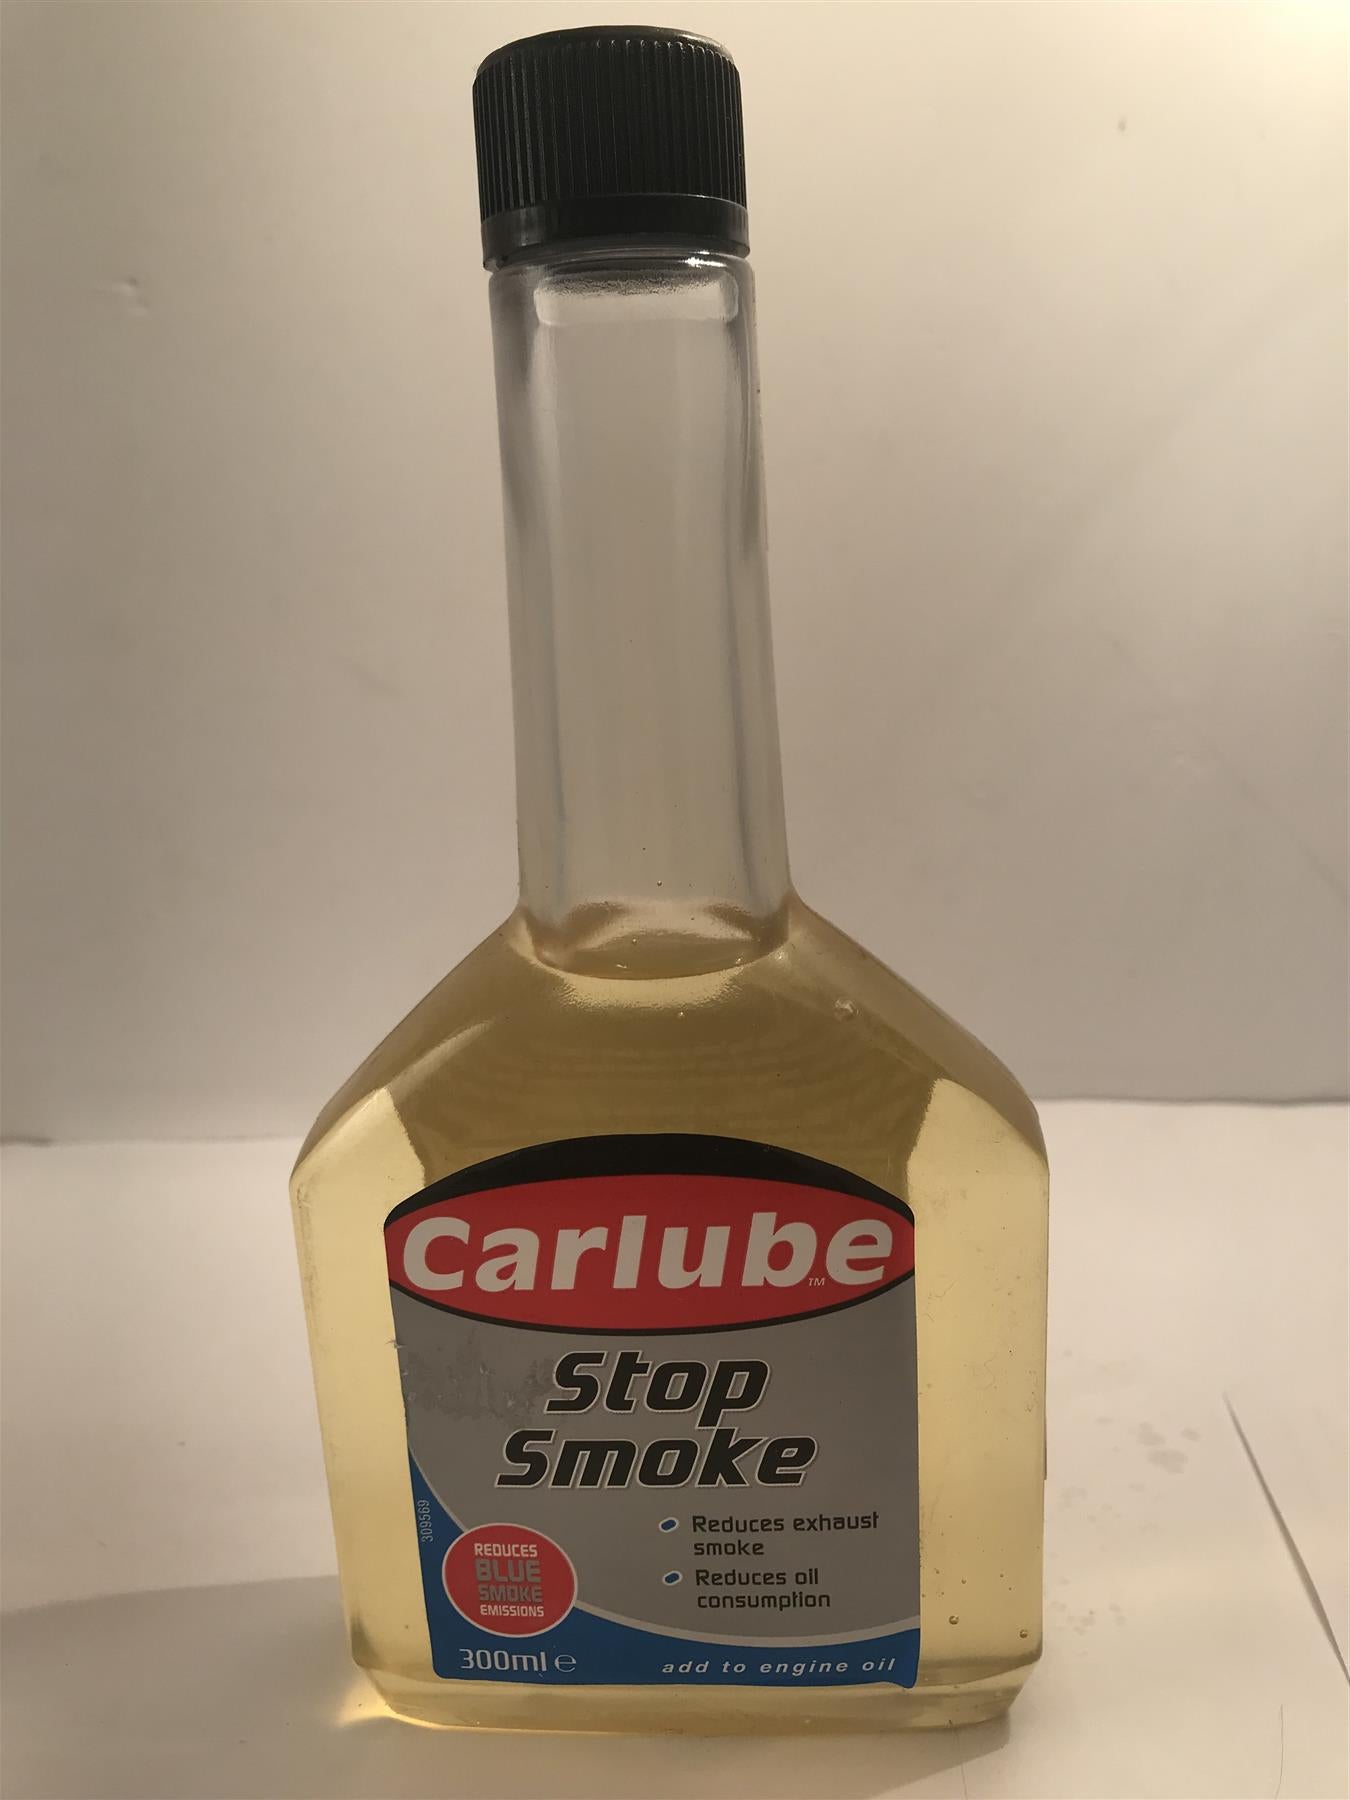 Carlube
TM
Stop
Smoke
Reduces exhaust
smoke
Reduces oil
consumption
309569
REDUCES
BLUE
SMOKE
EMISSIONS
300ml e
add to engine oil